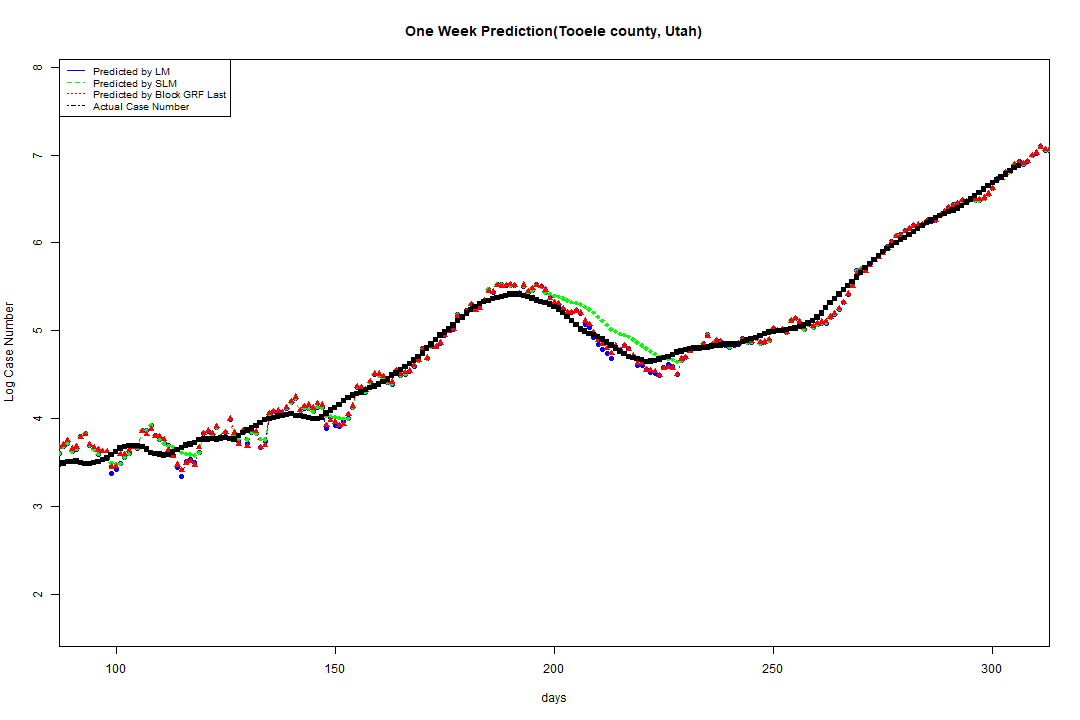 One Week Prediction(Tooele county, Utah)
Predicted by LM
Predicted by SLM
Predicted by Block GRF Last
Actual Case Number
8
7
6
5
4
3
2
Log Case Number
100 150 200 250 300
days